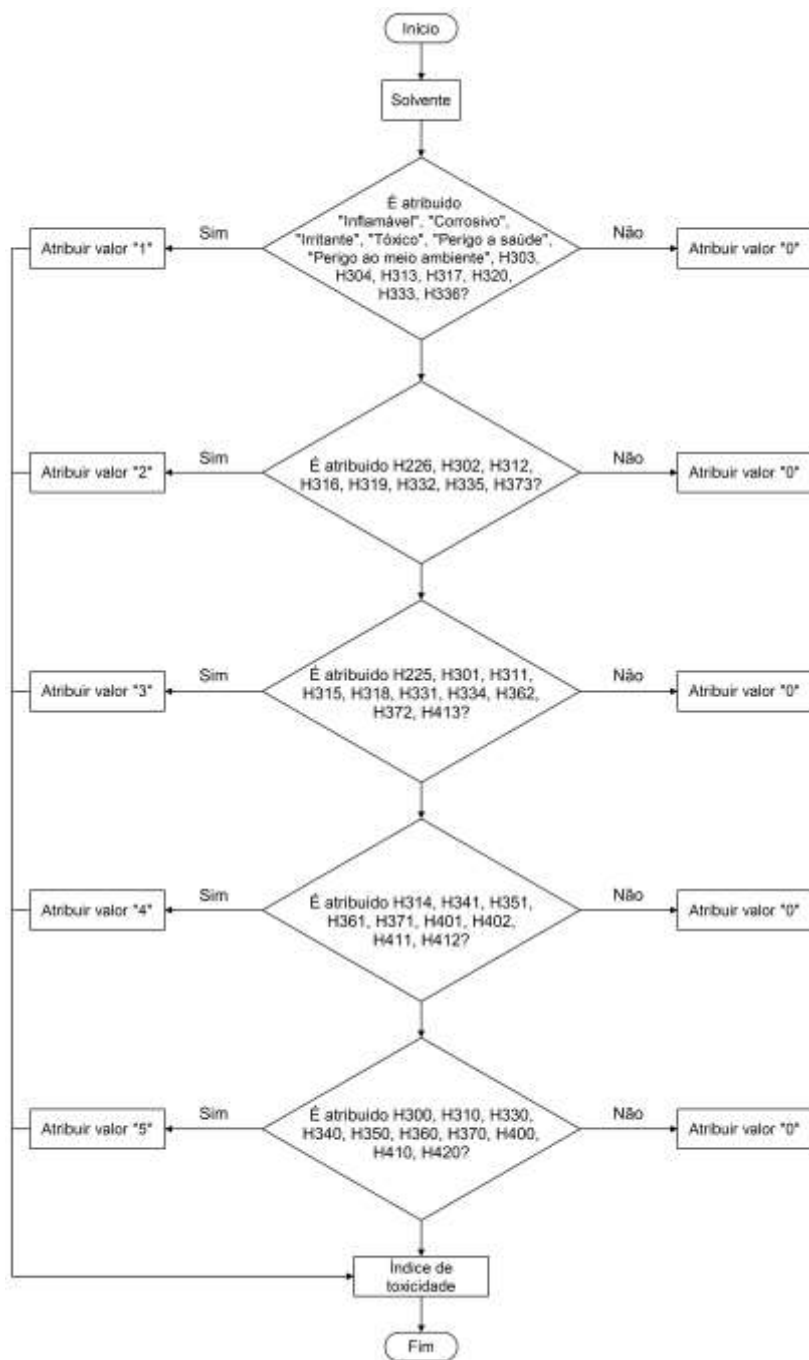 Início
Solvente
É atribuído
"Inflamável", "Corrosivo",
"Irritante", "Tóxico", "Perigo a saúde",
"Perigo ao meio ambiente", H303,
H304, H313, H317, H320,
H333, H336?
Sim
Não
Atribuir valor "1"
Atribuir valor "0"
É atribuido H226, H302, H312,
H316, H319, H332, H335, H373?
Sim
Não
Atribuir valor "2"
Atribuir valor "0"
É atribuido H225, H301, H311,
H315, H318, H331, H334, H362,
H372, H413?
Sim
Não
Atribuir valor "3"
Atribuir valor "0"
É atribuido H314, H341, H351,
H361, H371, H401, H402,
H411, H412?
Sim
Não
Atribuir valor "4"
Atribuir valor "0"
É atribuido H300, H310, H330,
H340, H350, H360, H370, H400,
H410, H420?
Sim
Não
Atribuir valor "5"
Atribuir valor "0"
Índice de
toxicidade
Fim